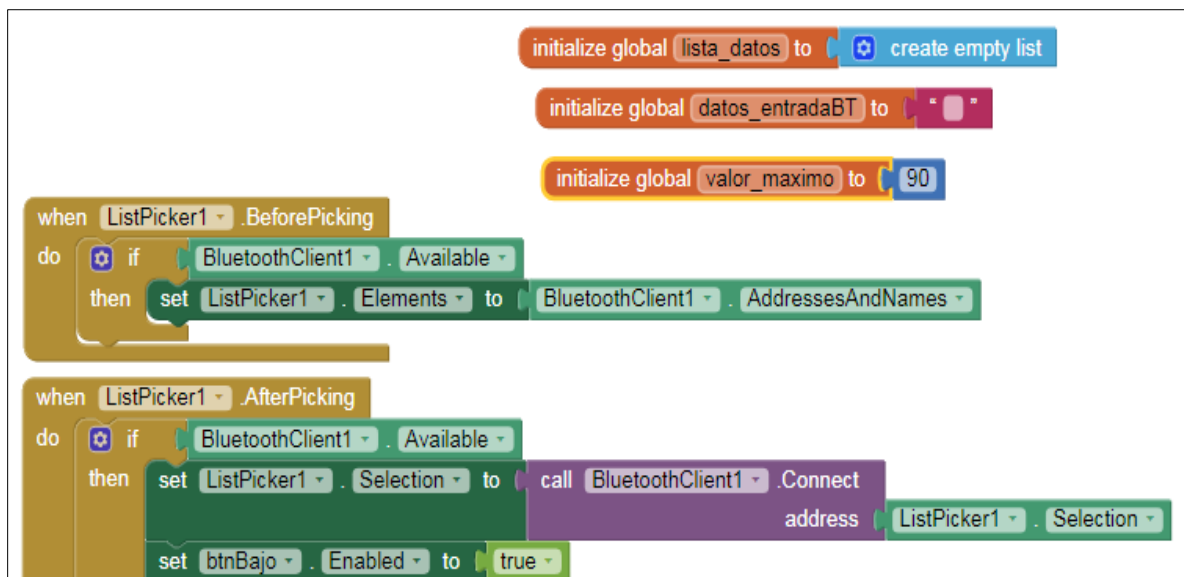 initialize global lista_datos to create empty list
initialize global datos_entradaBT to " "
initialize global valor_maximo to 90
when ListPicker1 .BeforePicking
do if BluetoothClient1 . Available
then set ListPicker1 . Elements to BluetoothClient1 . AddressesAndNames
when ListPicker1 .AfterPicking
do if BluetoothClient1 . Available
then set ListPicker1 . Selection to call BluetoothClient1 .Connect
address ListPicker1 . Selection
set btnBajo . Enabled to true